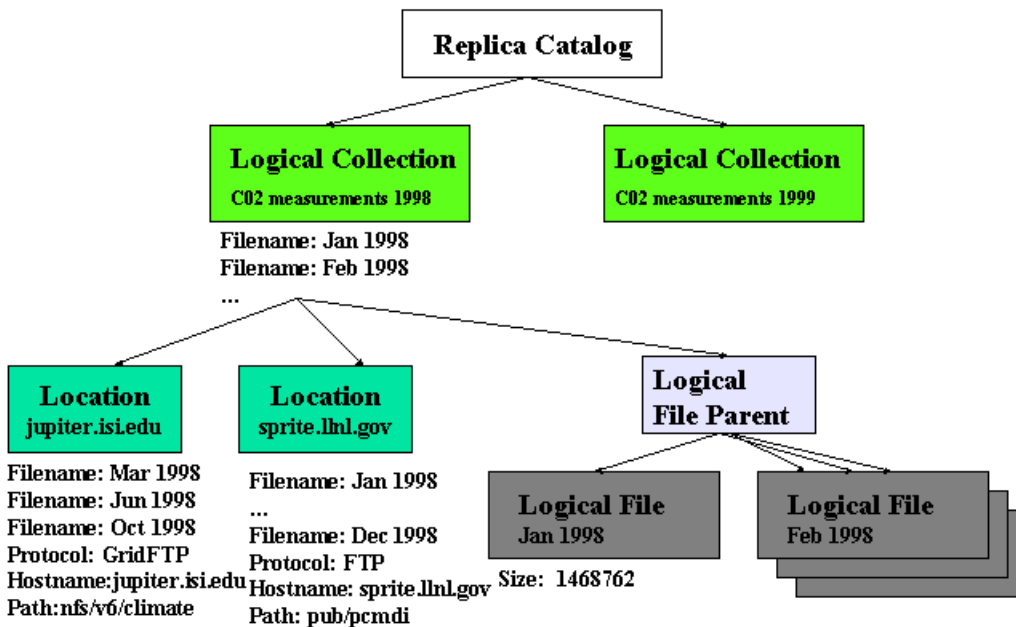 Replica Catalog
Logical Collection
C02 measurements 1998
Logical Collection
C02 measurements 1999
Filename: Jan 1998
Filename: Feb 1998
...
Location
jupiter.isi.edu
Location
sprite.llnl.gov
Logical
File Parent
Filename: Mar 1998
Filename: Jun 1998
Filename: Oct 1998
Protocol: GridFTP
Hostname:jupiter.isi.edu
Path:nfs/v6/climate
Filename: Jan 1998
...
Filename: Dec 1998
Protocol: FTP
Hostname: sprite.llnl.gov
Path: pub/pcmdi
Logical File
Jan 1998
Size: 1468762
Logical File
Feb 1998